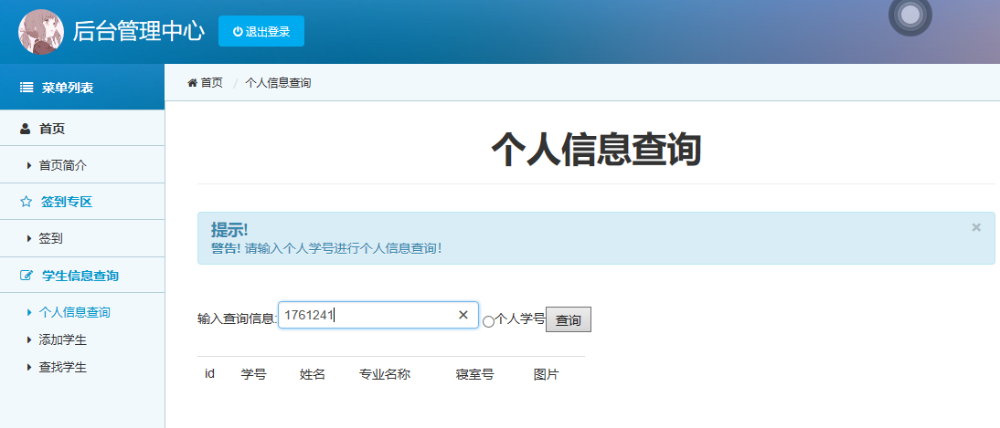 后台管理中心
退出登录
菜单列表
首页 / 个人信息查询
首页
首页简介
签到专区
签到
学生信息查询
个人信息查询
添加学生
查找学生
个人信息查询
提示!
×
警告! 请输入个人学号进行个人信息查询!
输入查询信息: 1761241 × 个人学号 查询
id 学号 姓名 专业名称 寝室号 图片